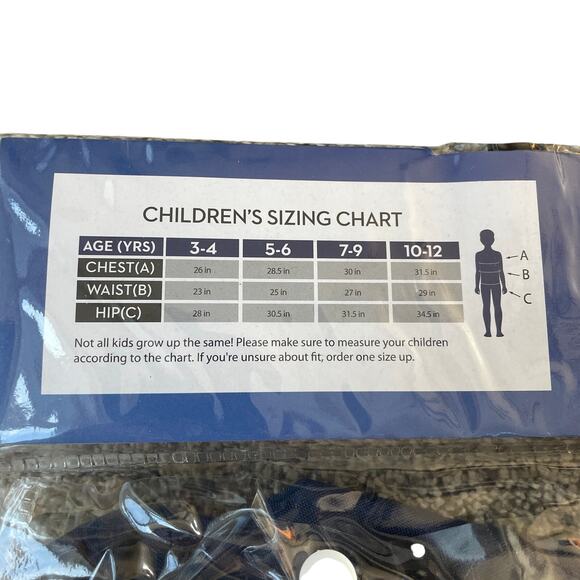 CHILDREN'S SIZING CHART
AGE (YRS) 3-4 5-6 7-9 10-12
CHEST(A) 26 in 28.5 in 30 in 31.5 in
WAIST(B) 23 in 25 in 27 in 29 in
HIP(C) 28 in 30.5 in 31.5 in 34.5 in
A
B
C
Not all kids grow up the same! Please make sure to measure your children
according to the chart. If you're unsure about fit, order one size up.